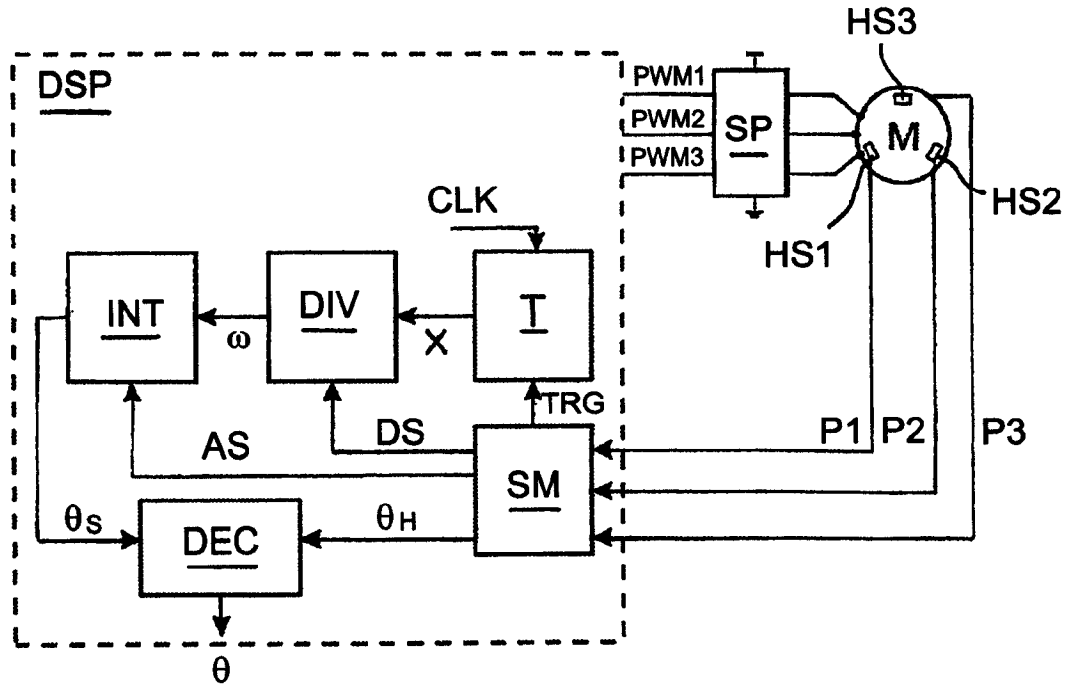 HS3
DSP
PWM1
PWM2
PWM3
SP
M
HS2
HS1
CLK
INT
DIV
T
ω
X
TRG
AS
DS
P1
P2
P3
SM
θS
θH
DEC
θ